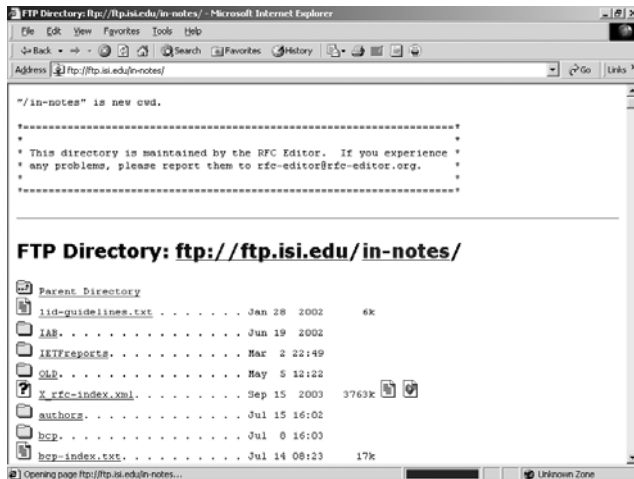 FTP Directory: ftp://ftp.isi.edu/in-notes/ - Microsoft Internet Explorer
File Edit View Favorites Tools Help
Back Search Favorites History
Address ftp://ftp.isi.edu/in-notes/ Go Links
"/in-notes" is new cwd.
*=================================================================*
* *
* This directory is maintained by the RFC Editor. If you experience *
* any problems, please report them to rfc-editor@rfc-editor.org. *
* *
*=================================================================*
FTP Directory: ftp://ftp.isi.edu/in-notes/
Parent Directory
1id-guidelines.txt . . . . . . . Jan 28 2002 6k
IAB. . . . . . . . . . . . . . . Jun 19 2002
IETFreports. . . . . . . . . . . Mar 2 22:49
OLD. . . . . . . . . . . . . . . May 5 12:22
X_rfc-index.xml. . . . . . . . . Sep 15 2003 3763k
authors. . . . . . . . . . . . . Jul 15 16:02
bcp. . . . . . . . . . . . . . . Jul 8 16:03
bcp-index.txt. . . . . . . . . . Jul 14 08:23 17k
Opening page ftp://ftp.isi.edu/in-notes... Unknown Zone